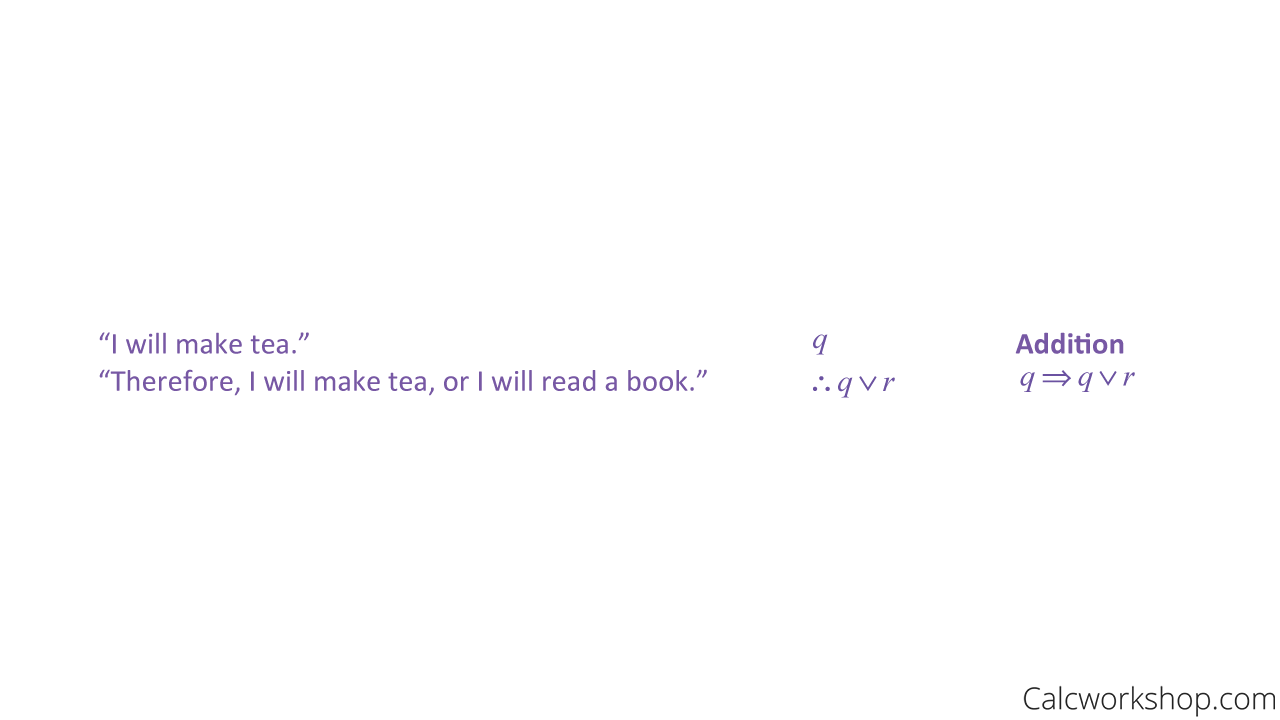 “I will make tea.” q Addition
“Therefore, I will make tea, or I will read a book.” ∴ q ∨ r q ⇒ q ∨ r
Calcworkshop.com